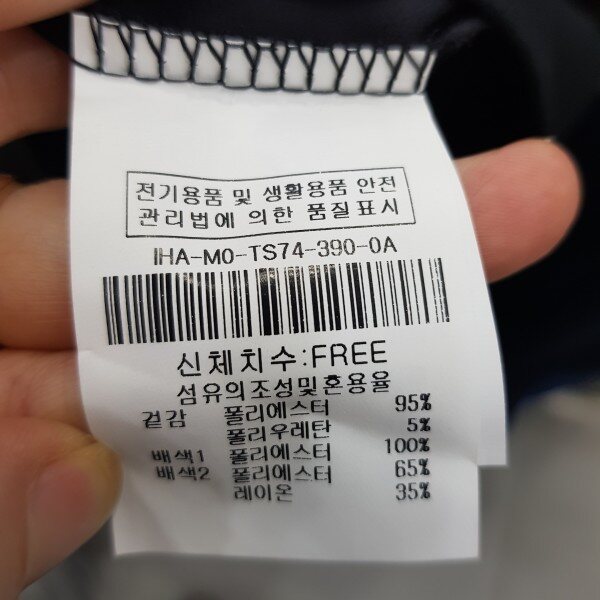 전기용품 및 생활용품 안전
관리법에 의한 품질표시
IHA-M0-TS74-390-0A
신체치수:FREE
섬유의조성및혼용율
겉감 폴리에스터 95%
폴리우레탄 5%
배색1 폴리에스터 100%
배색2 폴리에스터 65%
레이온 35%